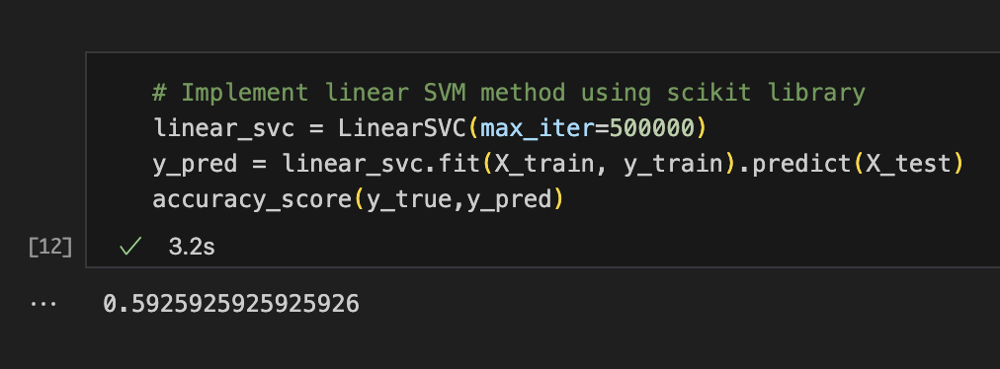 # Implement linear SVM method using scikit library
linear_svc = LinearSVC(max_iter=500000)
y_pred = linear_svc.fit(X_train, y_train).predict(X_test)
accuracy_score(y_true,y_pred)
[12] ✓ 3.2s
... 0.5925925925925926